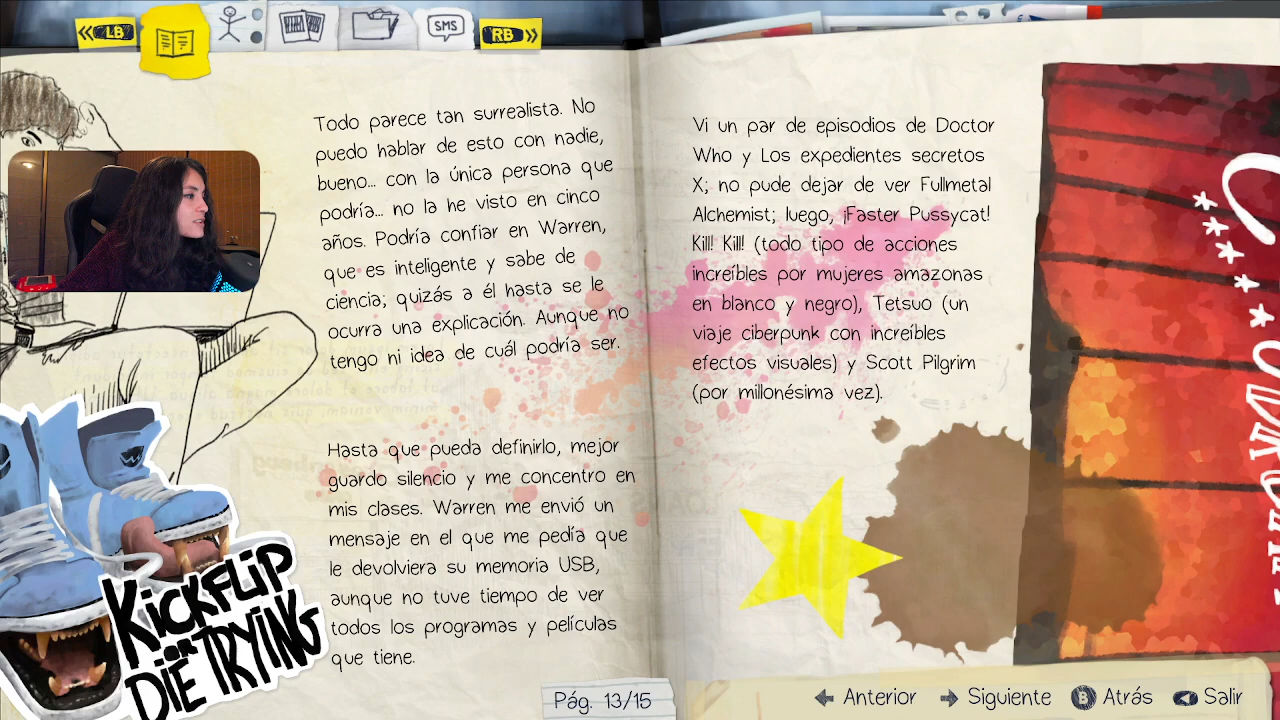 LB
SMS
RB
Todo parece tan surrealista. No
puedo hablar de esto con nadie,
bueno... con la única persona que
podría... no la he visto en cinco
años. Podría confiar en Warren,
que es inteligente y sabe de
ciencia; quizás a él hasta se le
ocurra una explicación. Aunque no
tengo ni idea de cuál podría ser.
Hasta que pueda definirlo, mejor
guardo silencio y me concentro en
mis clases. Warren me envió un
mensaje en el que me pedía que
le devolviera su memoria USB,
aunque no tuve tiempo de ver
todos los programas y películas
que tiene.
Vi un par de episodios de Doctor
Who y Los expedientes secretos
X; no pude dejar de ver Fullmetal
Alchemist; luego, ¡Faster Pussycat!
Kill! Kill! (todo tipo de acciones
increíbles por mujeres amazonas
en blanco y negro), Tetsuo (un
viaje ciberpunk con increíbles
efectos visuales) y Scott Pilgrim
(por millonésima vez).
KickFLiP
OR
DiE TRYiNG
Pág. 13/15
Anterior
Siguiente
B Atrás
Salir